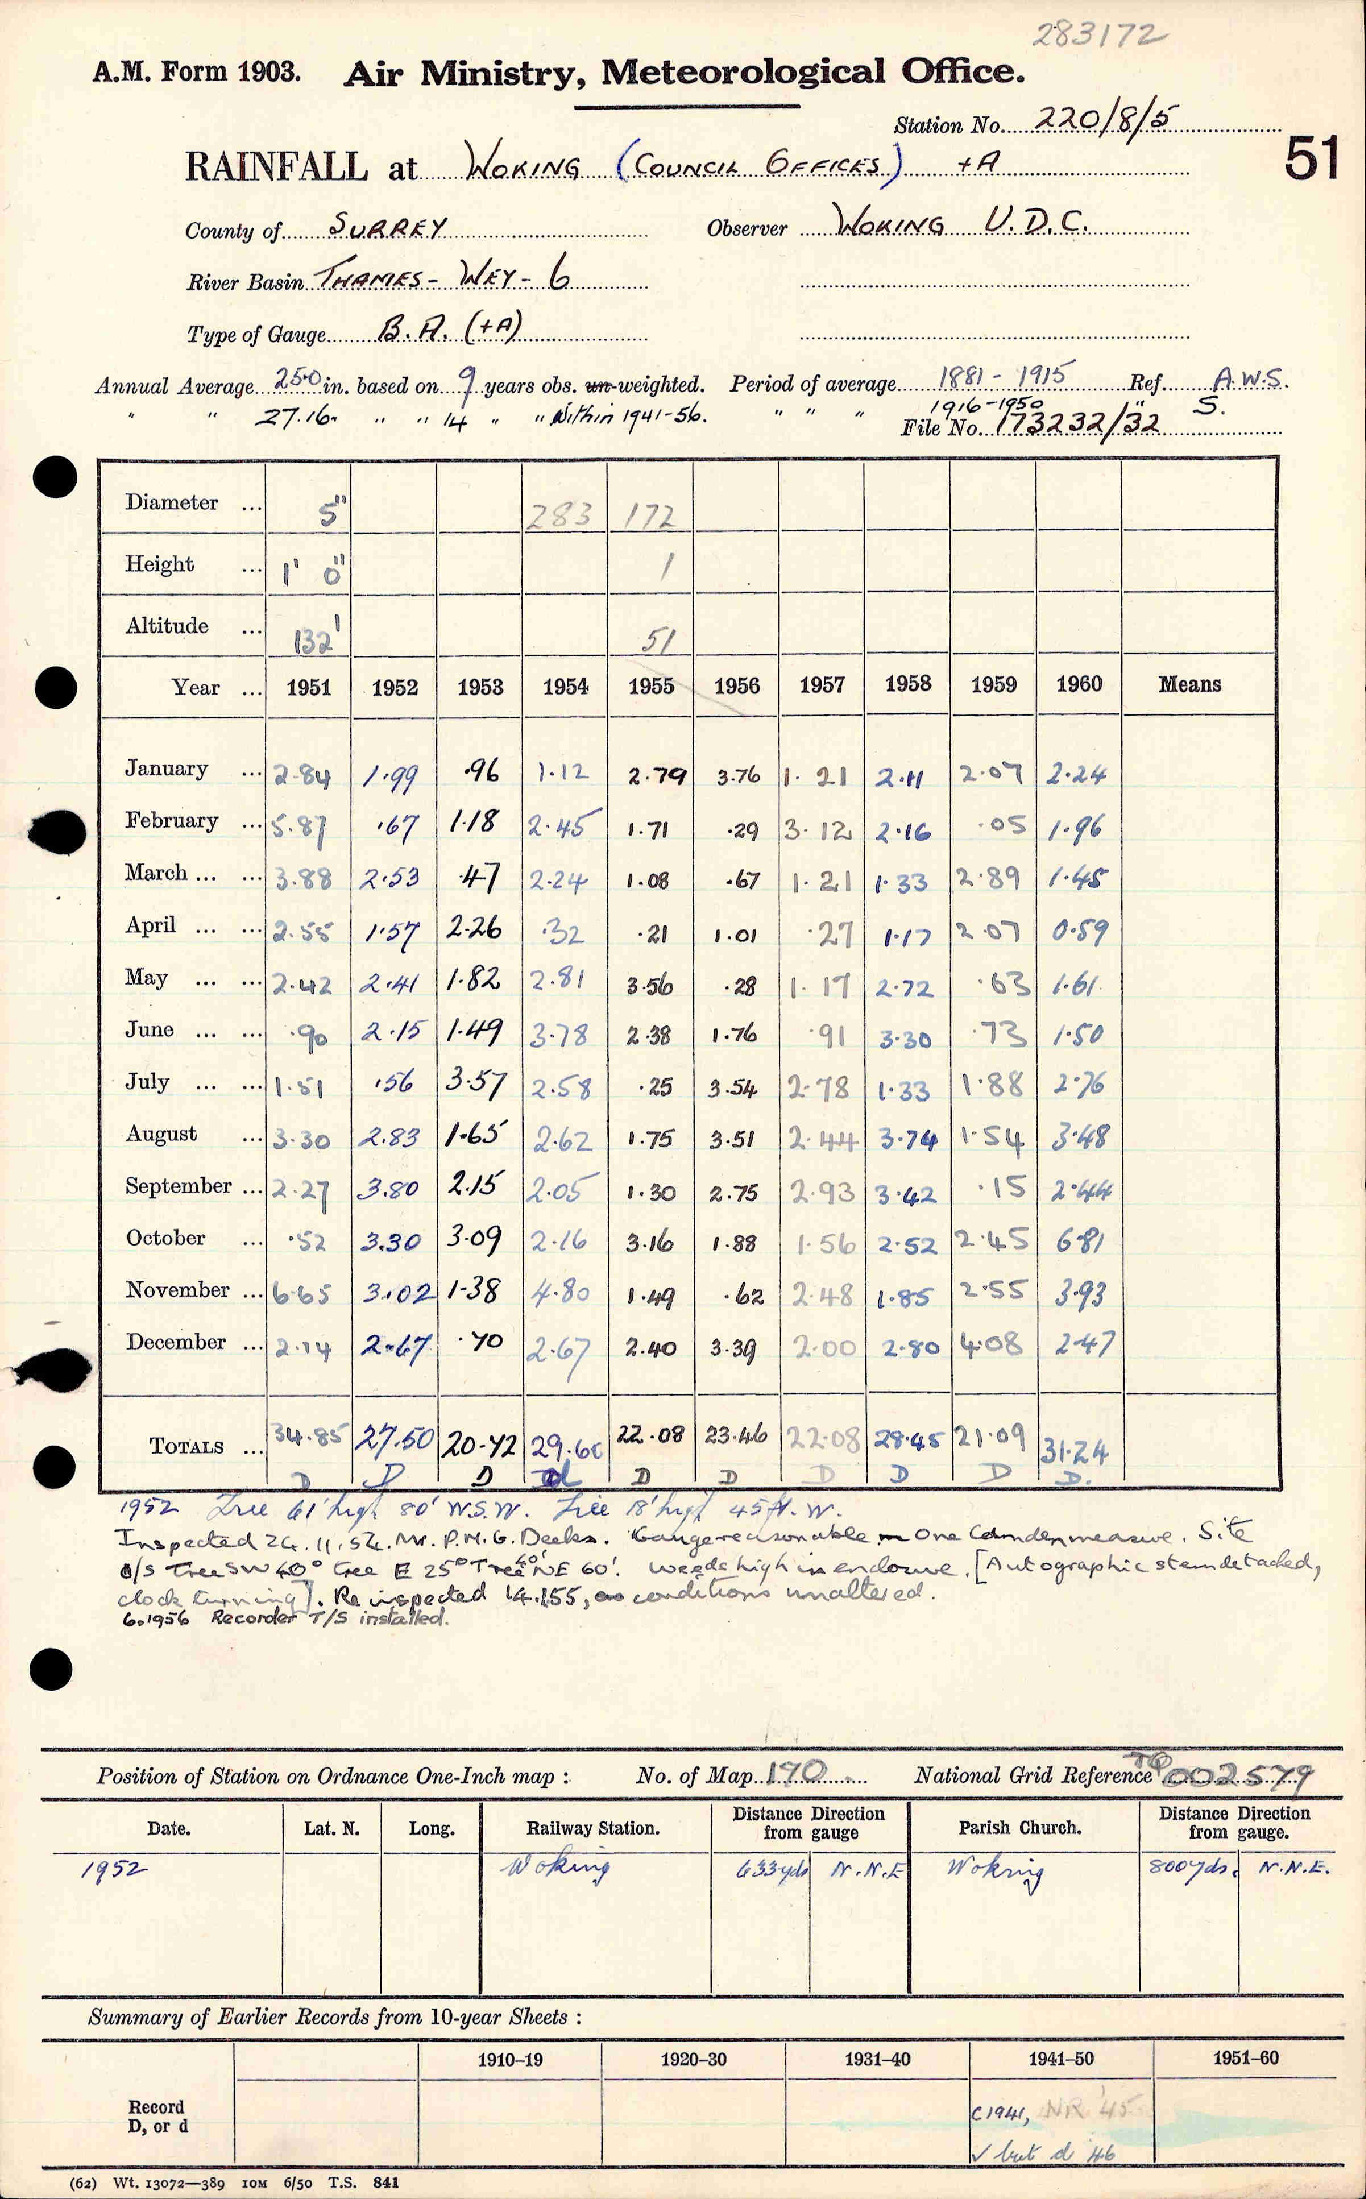 283172
A.M. Form 1903. Air Ministry, Meteorological Office.
Station No. 220/8/5
51
RAINFALL at WOKING (COUNCIL OFFICES) +A
County of SURREY Observer WOKING U.D.C.
River Basin THAMES - WEY - 6
Type of Gauge B.A. (+A)
Annual Average 25.0 in. based on 9 years obs. un-weighted. Period of average 1881 - 1915 Ref. A.W.S.
" " 27.16 " " 14 " " Within 1941-56. " " " 1916-1950 " S.
File No. 173232/32
Diameter ... 5" 283 172
Height ... 1' 0" 1
Altitude ... 132' 51
Year ... 1951 1952 1953 1954 1955 1956 1957 1958 1959 1960 Means
January ... 2.84 1.99 .96 1.12 2.79 3.76 1.21 2.11 2.07 2.24
February ... 5.87 .67 1.18 2.45 1.71 .29 3.12 2.16 .05 1.96
March ... ... 3.88 2.53 .47 2.24 1.08 .67 1.21 1.33 2.89 1.45
April ... ... 2.55 1.57 2.26 .32 .21 1.01 .27 1.17 2.07 0.59
May ... ... 2.42 2.41 1.82 2.81 3.56 .28 1.17 2.72 .63 1.61
June ... ... .90 2.15 1.49 3.78 2.38 1.76 .91 3.30 .73 1.50
July ... ... 1.51 .56 3.57 2.58 .25 3.54 2.78 1.33 1.88 2.76
August ... 3.30 2.83 1.65 2.62 1.75 3.51 2.44 3.74 1.54 3.48
September ... 2.27 3.80 2.15 2.05 1.30 2.75 2.93 3.42 .15 2.44
October ... .52 3.30 3.09 2.16 3.16 1.88 1.56 2.52 2.45 6.81
November ... 6.65 3.02 1.38 4.80 1.49 .62 2.48 1.85 2.55 3.93
December ... 2.14 2.67 .70 2.67 2.40 3.39 2.00 2.80 4.08 2.47
TOTALS ... 34.85 27.50 20.72 29.60 22.08 23.46 22.08 28.45 21.09 31.24
D D D d D D D D D D.
1952 Tree 61' high 80' W.S.W. Tree 18' high 45 ft. W.
Inspected 24.11.54. Mr. P.M.G. Deeks. Gauge reasonable One Camden measure. Site
o/s Tree SW 40° tree E 25° Tree 40' NE 60'. weeds high in enclosure. [Autographic stem detached,
clock turning]. Re inspected 14.1.55, conditions unaltered.
6.1956 Recorder T/S installed.
Position of Station on Ordnance One-Inch map : No. of Map 170 National Grid Reference TQ 002579
Date. Lat. N. Long. Railway Station. Distance Direction from gauge Parish Church. Distance Direction from gauge.
1952 Woking 633 yds N.N.E Woking 800 yds. N.N.E.
Summary of Earlier Records from 10-year Sheets :
1910–19 1920–30 1931–40 1941–50 1951–60
Record
D, or d
C1941, NR '45
√ but d '46
(62) Wt. 13072—389 10M 6/50 T.S. 841